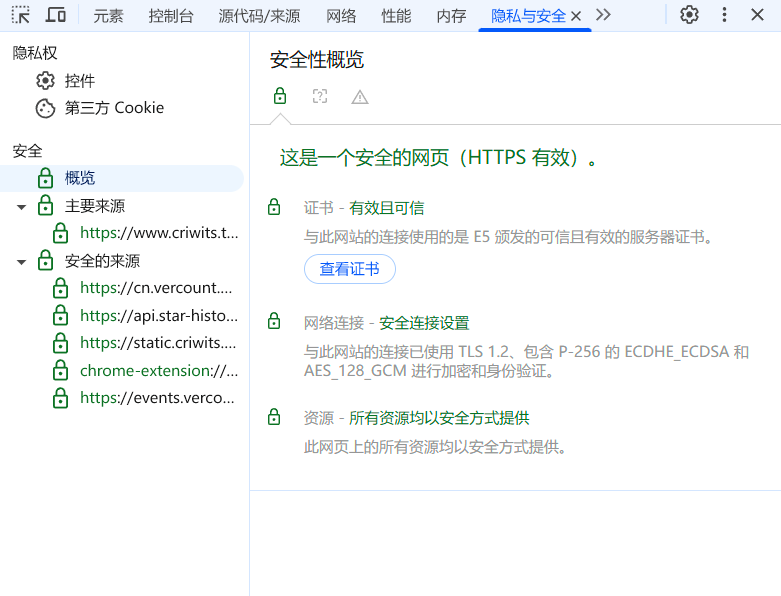 元素 控制台 源代码/来源 网络 性能 内存 隐私与安全
隐私权
控件
第三方 Cookie
安全
概览
主要来源
https://www.criwits.t...
安全的来源
https://cn.vercount....
https://api.star-histo...
https://static.criwits....
chrome-extension://...
https://events.verco...
安全性概览
这是一个安全的网页（HTTPS 有效）。
证书 - 有效且可信
与此网站的连接使用的是 E5 颁发的可信且有效的服务器证书。
查看证书
网络连接 - 安全连接设置
与此网站的连接已使用 TLS 1.2、包含 P-256 的 ECDHE_ECDSA 和
AES_128_GCM 进行加密和身份验证。
资源 - 所有资源均以安全方式提供
此网页上的所有资源均以安全方式提供。